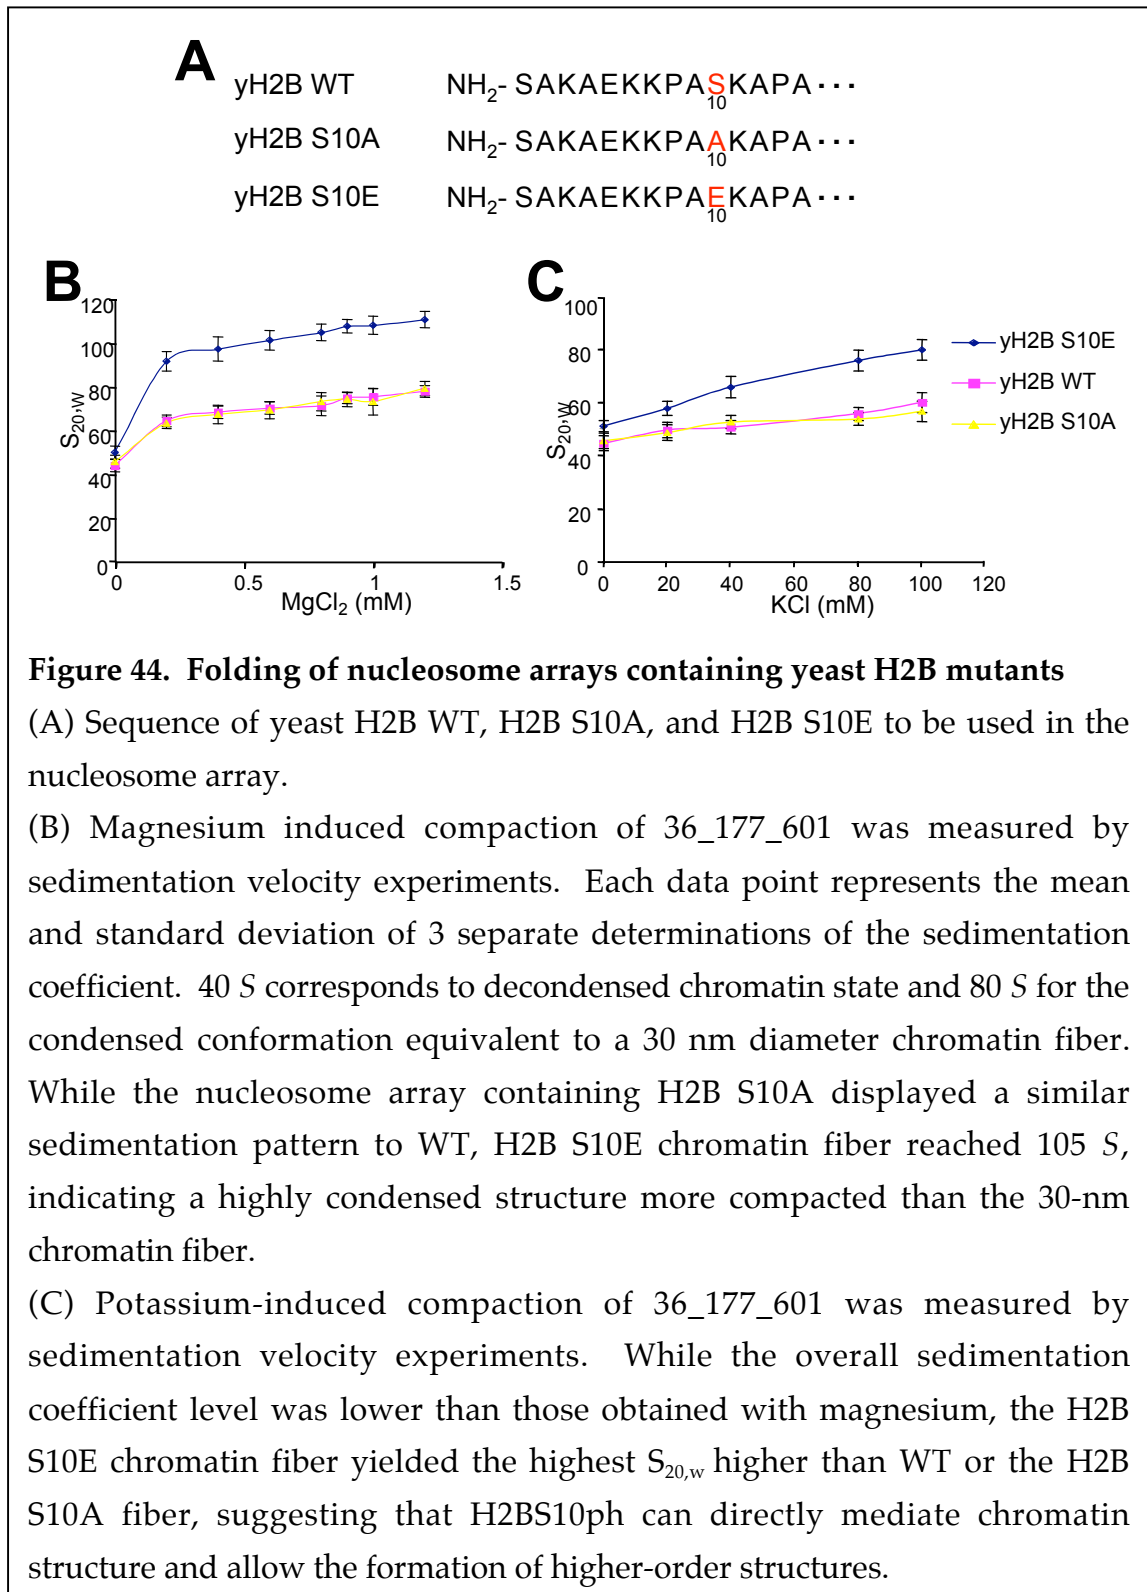 A
yH2B WT NH2- SAKAEKKPASKAPA···
10
yH2B S10A NH2- SAKAEKKPAAKAPA···
10
yH2B S10E NH2- SAKAEKKPAEKAPA···
10
B
120
100
80
60
40
20
0
S20,W
0 0.5 1 1.5
MgCl2 (mM)
C
100
80
60
40
20
0
S20,W
0 20 40 60 80 100 120
KCl (mM)
yH2B S10E
yH2B WT
yH2B S10A
Figure 44. Folding of nucleosome arrays containing yeast H2B mutants
(A) Sequence of yeast H2B WT, H2B S10A, and H2B S10E to be used in the
nucleosome array.
(B) Magnesium induced compaction of 36_177_601 was measured by
sedimentation velocity experiments. Each data point represents the mean
and standard deviation of 3 separate determinations of the sedimentation
coefficient. 40 S corresponds to decondensed chromatin state and 80 S for the
condensed conformation equivalent to a 30 nm diameter chromatin fiber.
While the nucleosome array containing H2B S10A displayed a similar
sedimentation pattern to WT, H2B S10E chromatin fiber reached 105 S,
indicating a highly condensed structure more compacted than the 30-nm
chromatin fiber.
(C) Potassium-induced compaction of 36_177_601 was measured by
sedimentation velocity experiments. While the overall sedimentation
coefficient level was lower than those obtained with magnesium, the H2B
S10E chromatin fiber yielded the highest S20,w higher than WT or the H2B
S10A fiber, suggesting that H2BS10ph can directly mediate chromatin
structure and allow the formation of higher-order structures.